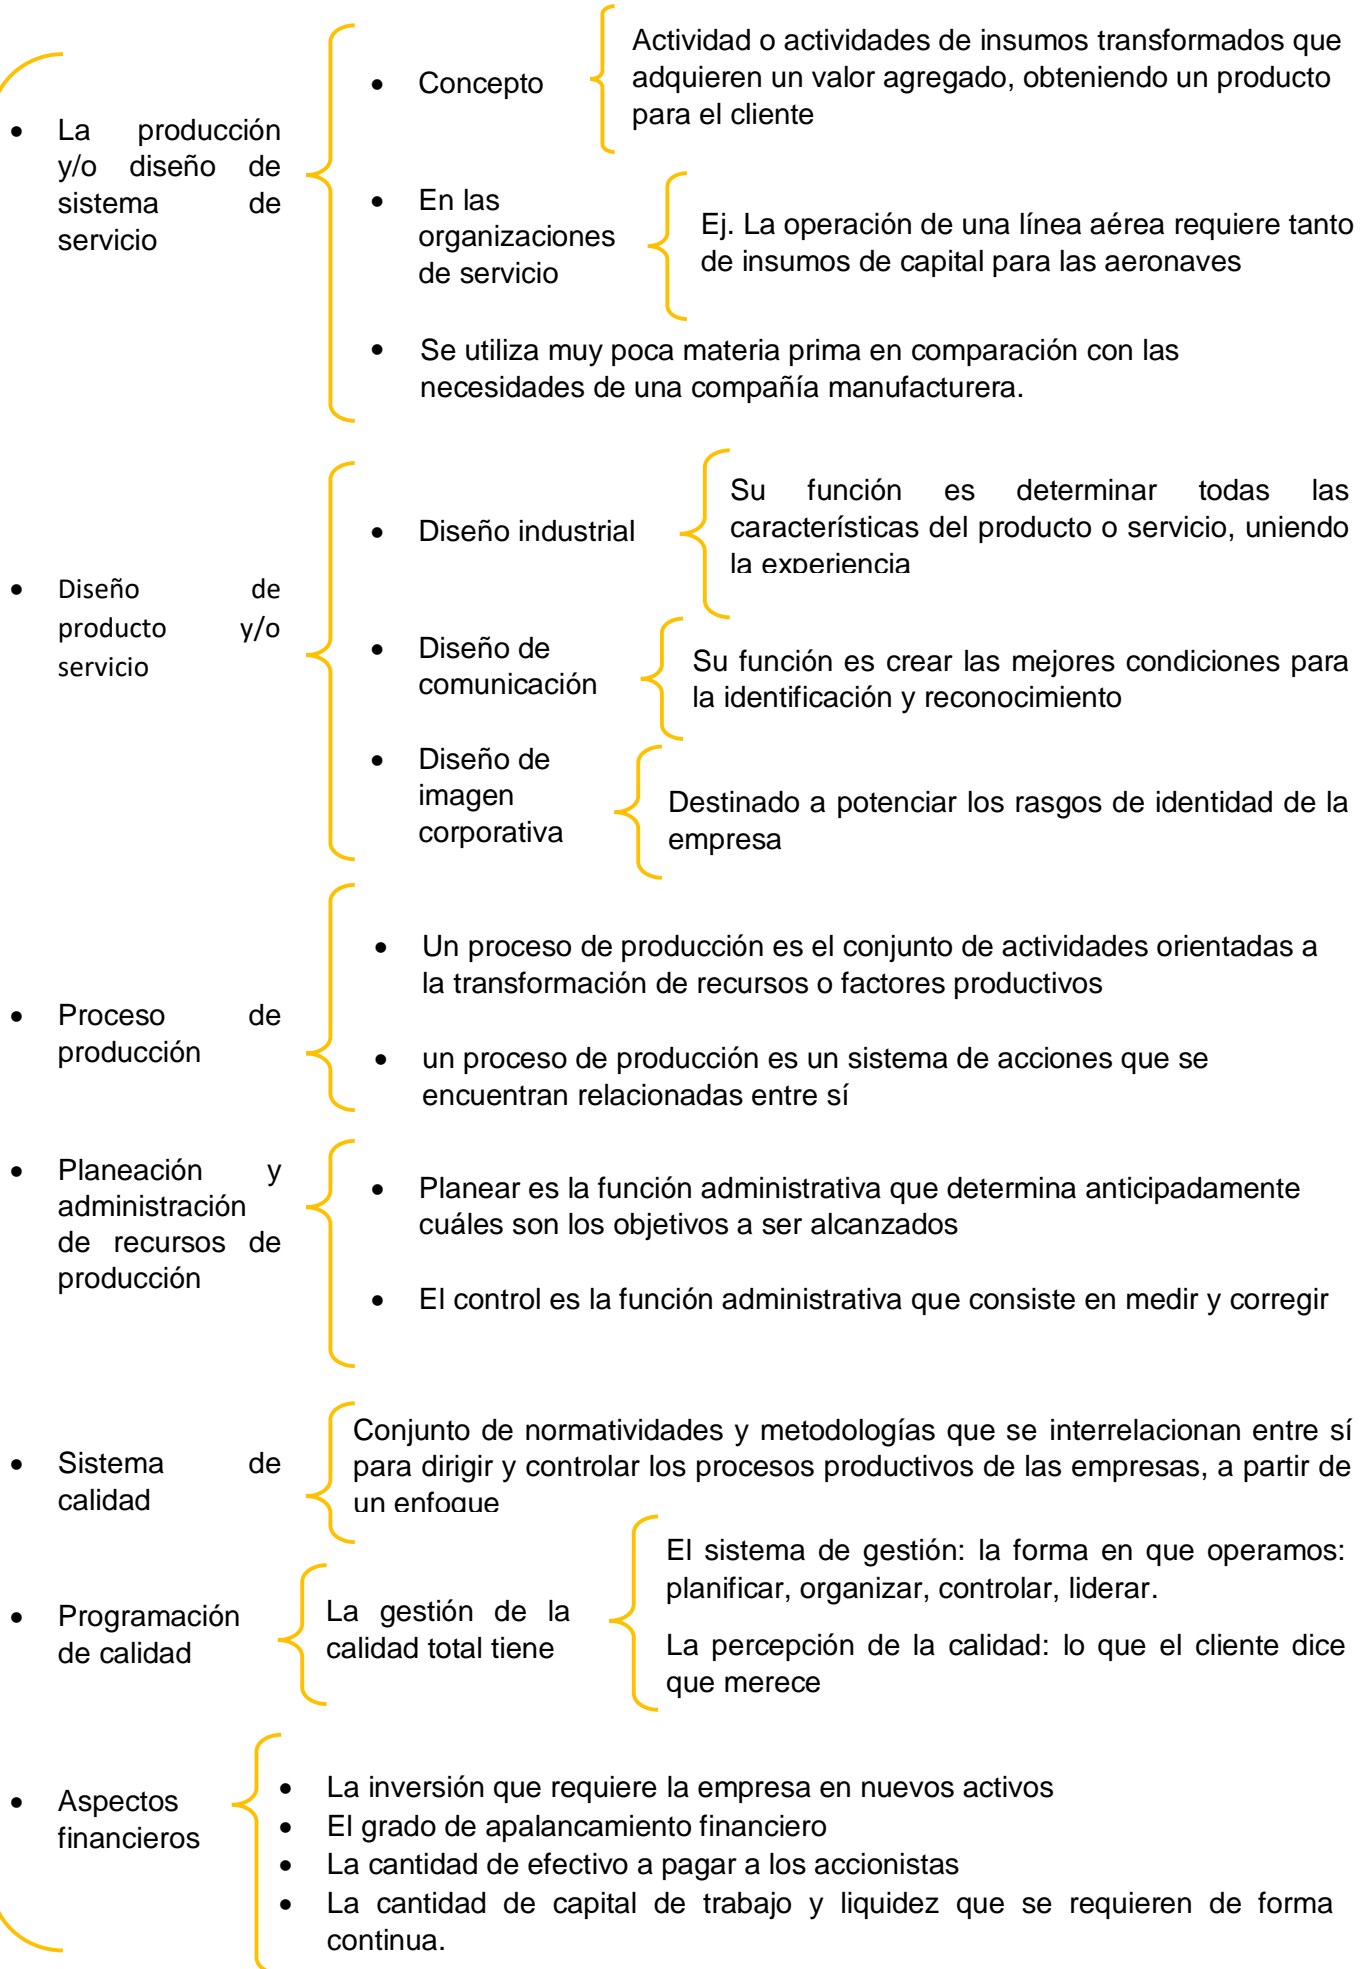 La producción
y/o diseño de
sistema de
servicio
Concepto
Actividad o actividades de insumos transformados que
adquieren un valor agregado, obteniendo un producto
para el cliente
En las
organizaciones
de servicio
Ej. La operación de una línea aérea requiere tanto
de insumos de capital para las aeronaves
Se utiliza muy poca materia prima en comparación con las
necesidades de una compañía manufacturera.
Diseño de
producto y/o
servicio
Diseño industrial
Su función es determinar todas las
características del producto o servicio, uniendo
la experiencia
Diseño de
comunicación
Su función es crear las mejores condiciones para
la identificación y reconocimiento
Diseño de
imagen
corporativa
Destinado a potenciar los rasgos de identidad de la
empresa
Proceso de
producción
Un proceso de producción es el conjunto de actividades orientadas a
la transformación de recursos o factores productivos
un proceso de producción es un sistema de acciones que se
encuentran relacionadas entre sí
Planeación y
administración
de recursos de
producción
Planear es la función administrativa que determina anticipadamente
cuáles son los objetivos a ser alcanzados
El control es la función administrativa que consiste en medir y corregir
Sistema de
calidad
Conjunto de normatividades y metodologías que se interrelacionan entre sí
para dirigir y controlar los procesos productivos de las empresas, a partir de
un enfoque
Programación
de calidad
La gestión de la
calidad total tiene
El sistema de gestión: la forma en que operamos:
planificar, organizar, controlar, liderar.
La percepción de la calidad: lo que el cliente dice
que merece
Aspectos
financieros
La inversión que requiere la empresa en nuevos activos
El grado de apalancamiento financiero
La cantidad de efectivo a pagar a los accionistas
La cantidad de capital de trabajo y liquidez que se requieren de forma
continua.